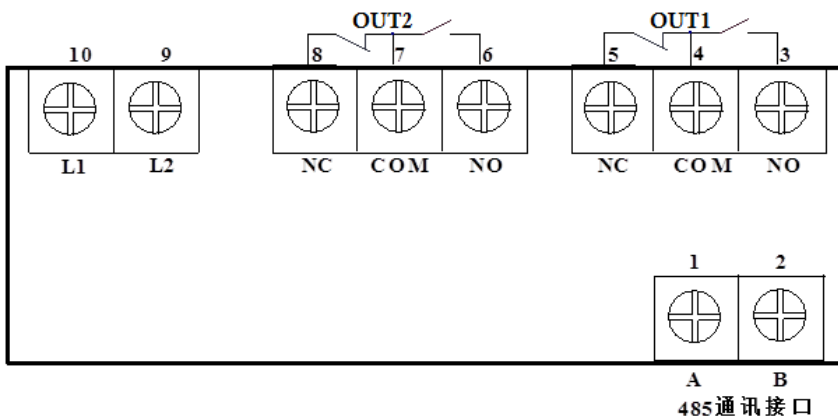 OUT2 OUT1
10 9 8 7 6 5 4 3
L1 L2 NC COM NO NC COM NO
1 2
A B
485通讯接口